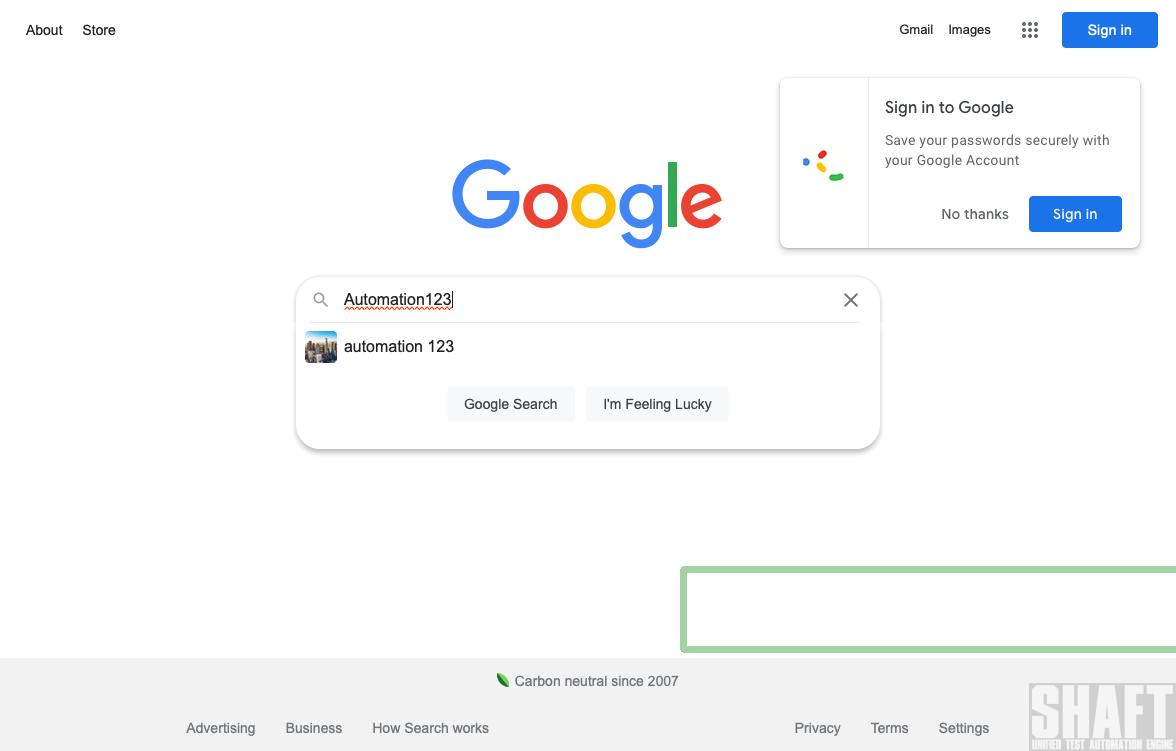 About Store
Gmail Images
Sign in
Sign in to Google
Save your passwords securely with
your Google Account
No thanks
Sign in
Google
Automation123
automation 123
Google Search
I'm Feeling Lucky
Carbon neutral since 2007
Advertising Business How Search works
Privacy Terms Settings
SHAFT
UNIFIED TEST AUTOMATION ENGINE